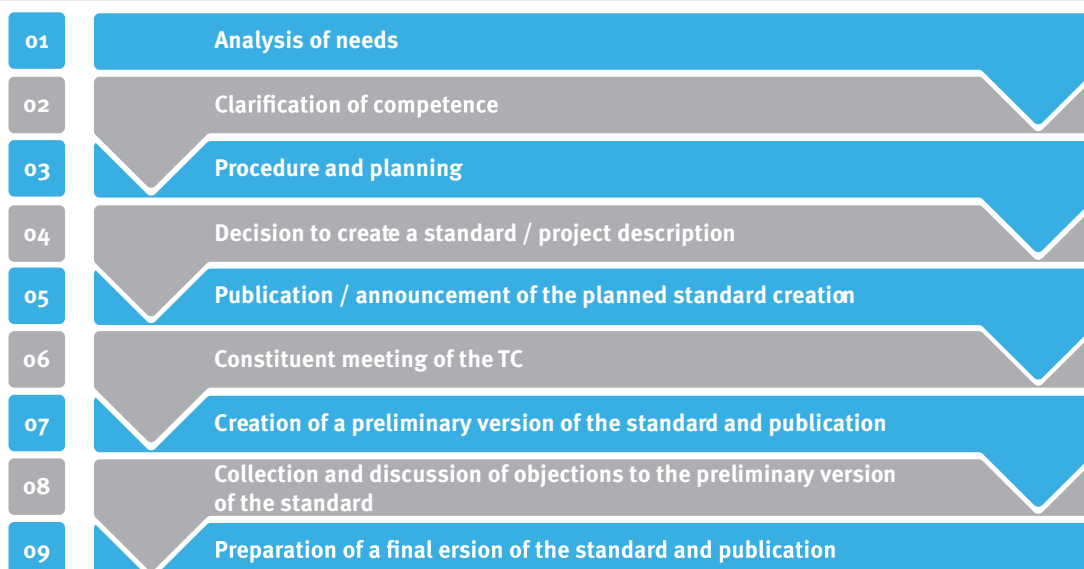 01 Analysis of needs
02 Clarification of competence
03 Procedure and planning
04 Decision to create a standard / project description
05 Publication / announcement of the planned standard creation
06 Constituent meeting of the TC
07 Creation of a preliminary version of the standard and publication
08 Collection and discussion of objections to the preliminary version
of the standard
09 Preparation of a final ersion of the standard and publication